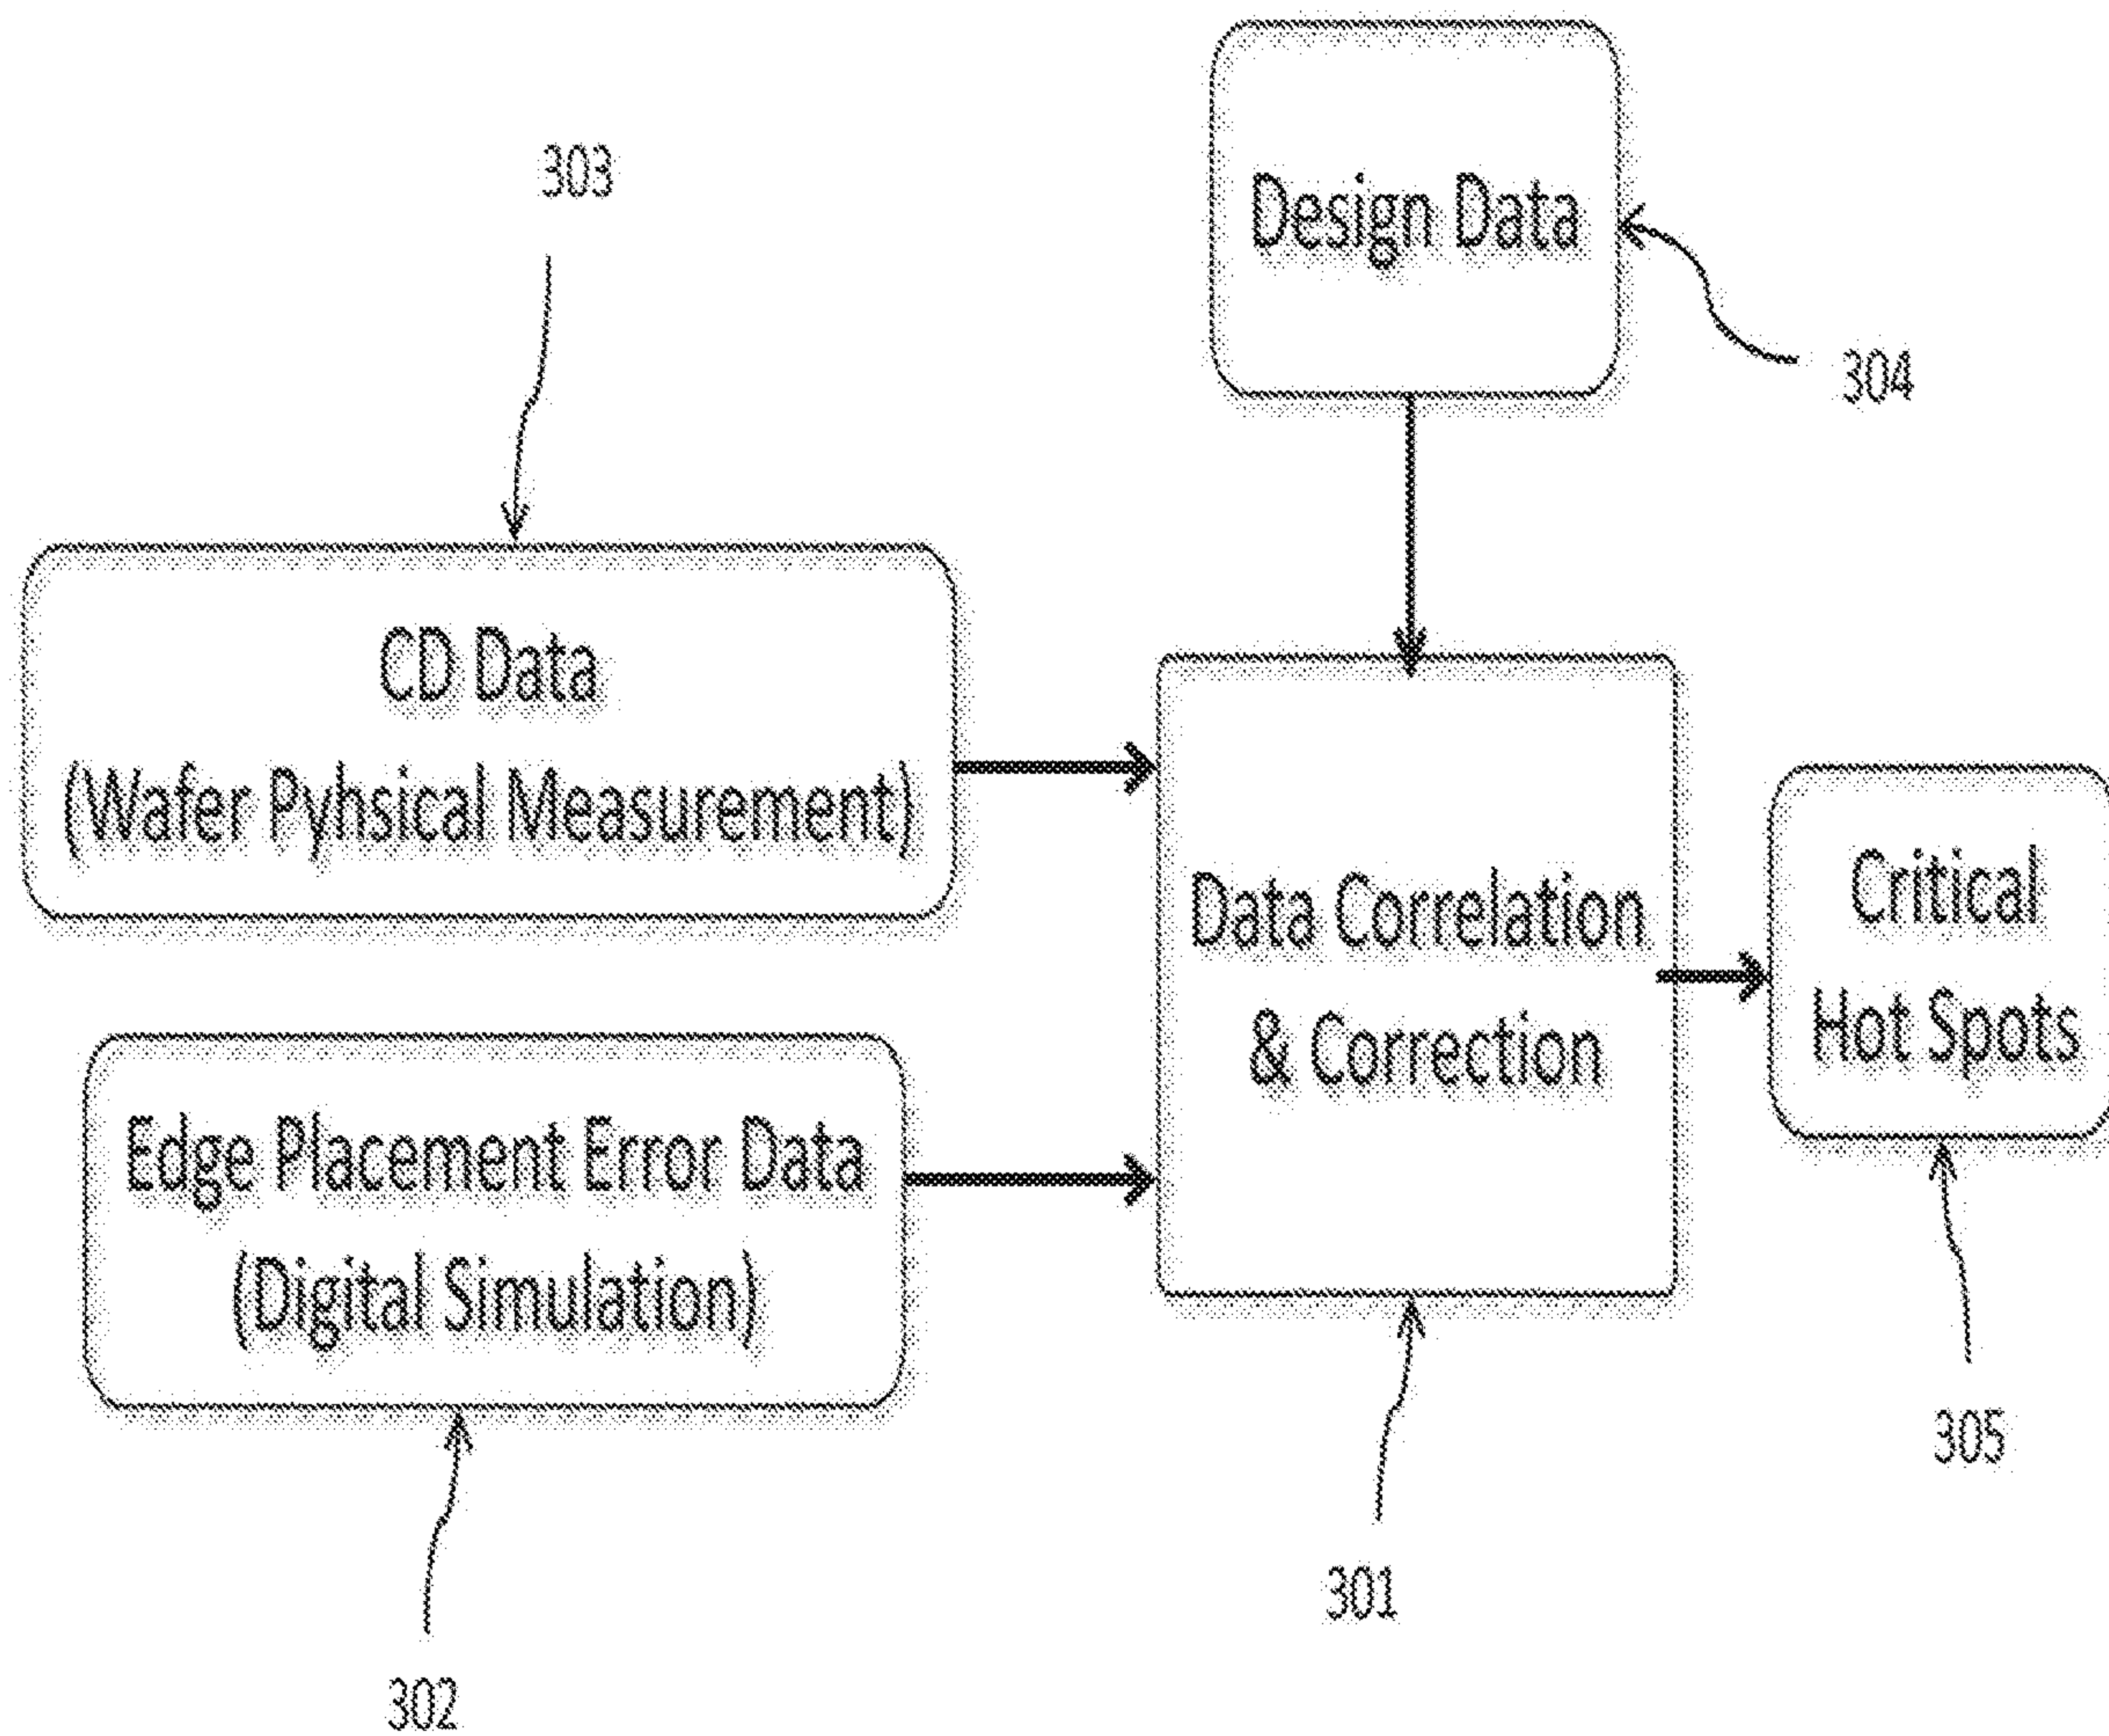 303
Design Data
304
CD Data
(Wafer Pyhsical Measurement)
Data Correlation
& Correction
Critical
Hot Spots
Edge Placement Error Data
(Digital Simulation)
305
301
302